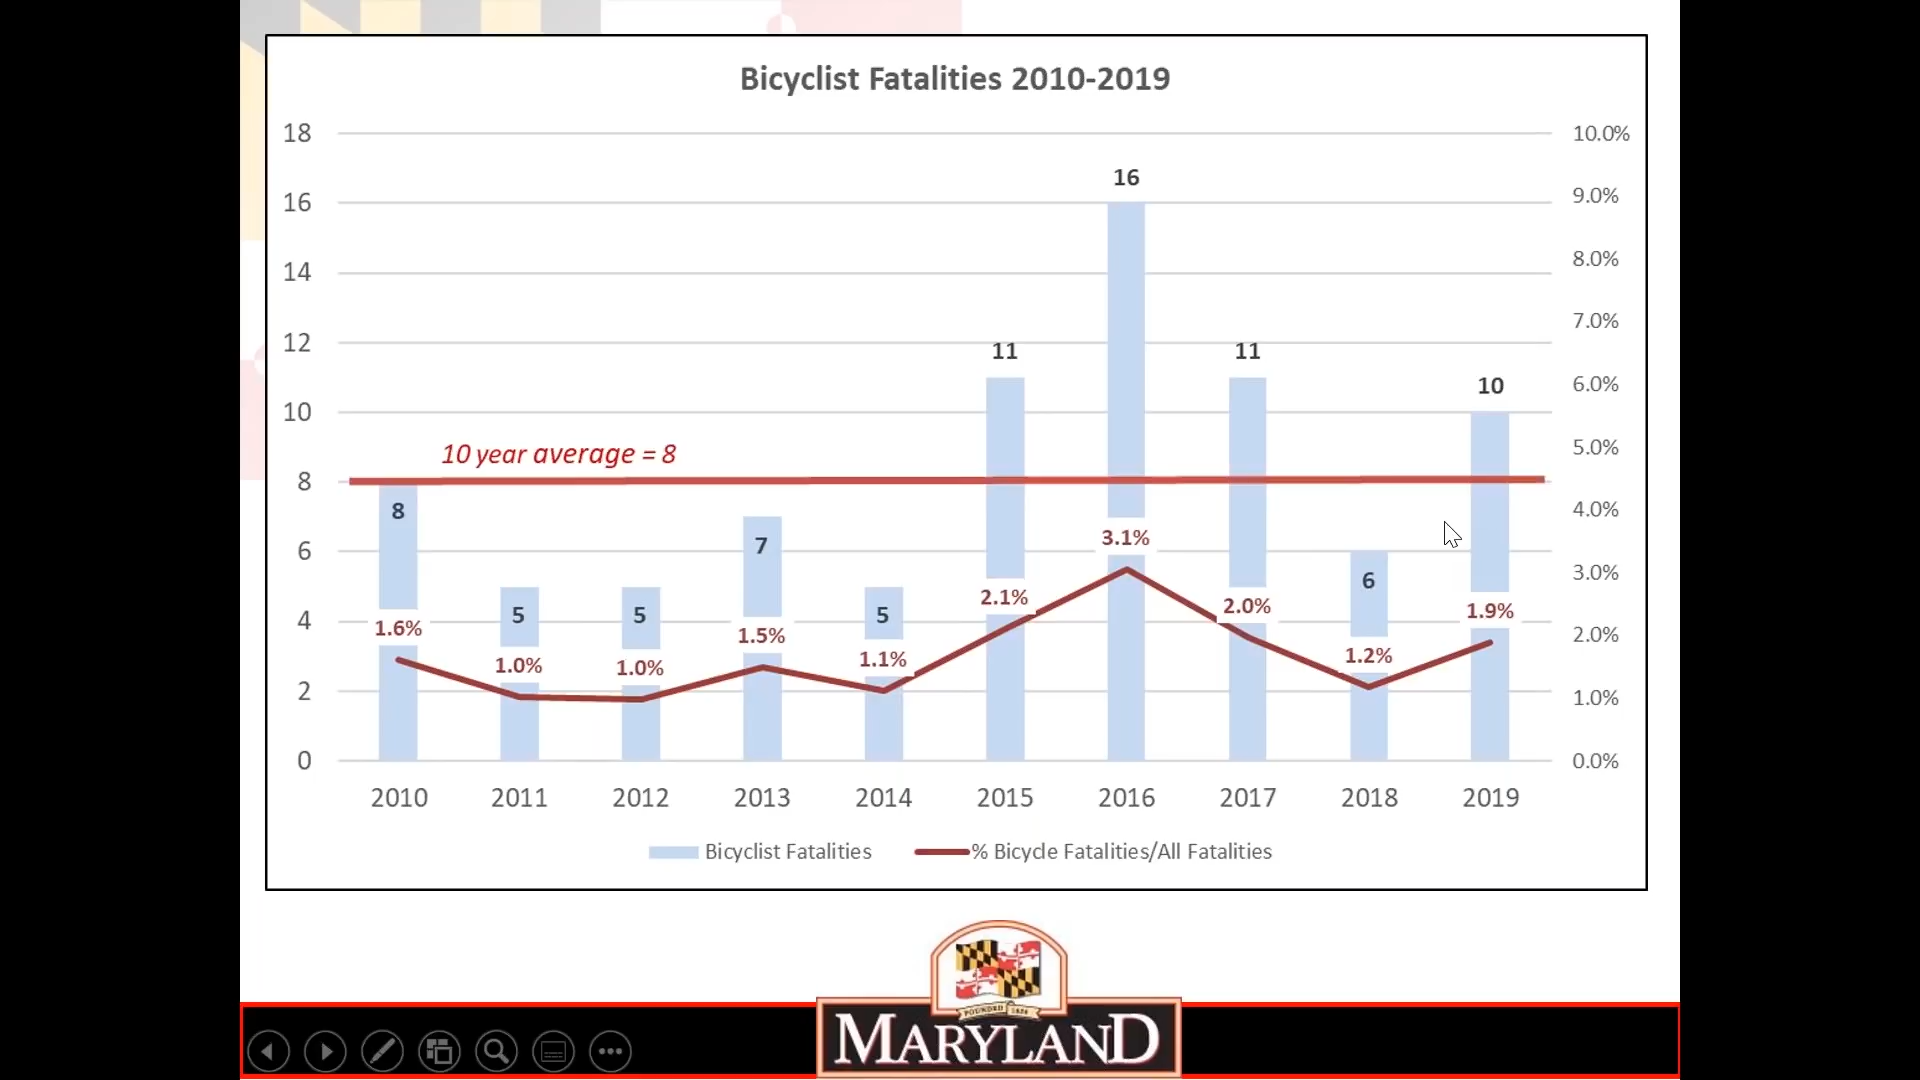 Bicyclist Fatalities 2010-2019
18 10.0%
16 9.0%
14 8.0%
12 7.0%
10 6.0%
8 5.0%
6 4.0%
4 3.0%
2 2.0%
0 1.0%
0.0%
16
11 11
10
10 year average = 8
8 5 5 7 5 6
1.6% 1.0% 1.0% 1.5% 1.1% 2.1% 3.1% 2.0% 1.2% 1.9%
2010 2011 2012 2013 2014 2015 2016 2017 2018 2019
Bicyclist Fatalities % Bicycle Fatalities/All Fatalities
MARYLAND